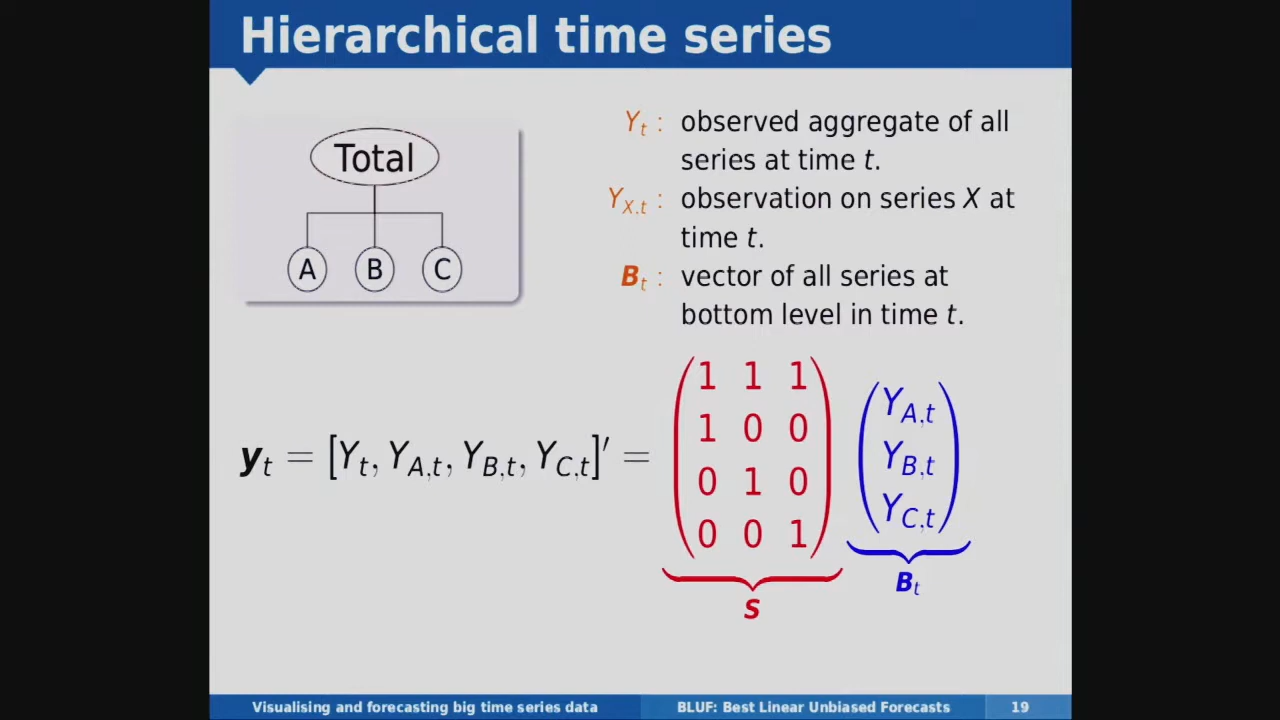 Hierarchical time series
Total
A B C
Y_t : observed aggregate of all
series at time t.
Y_{X,t} : observation on series X at
time t.
B_t : vector of all series at
bottom level in time t.
y_t = [Y_t, Y_{A,t}, Y_{B,t}, Y_{C,t}]′ =
1 1 1
1 0 0
0 1 0
0 0 1
S
Y_{A,t}
Y_{B,t}
Y_{C,t}
B_t
Visualising and forecasting big time series data BLUF: Best Linear Unbiased Forecasts 19